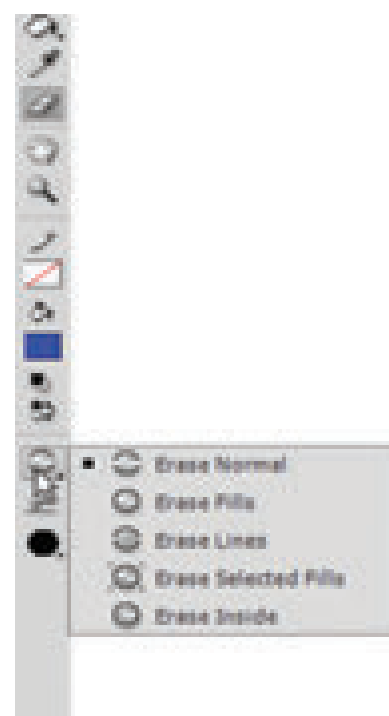 Erase Normal
Erase Fills
Erase Lines
Erase Selected Fills
Erase Inside